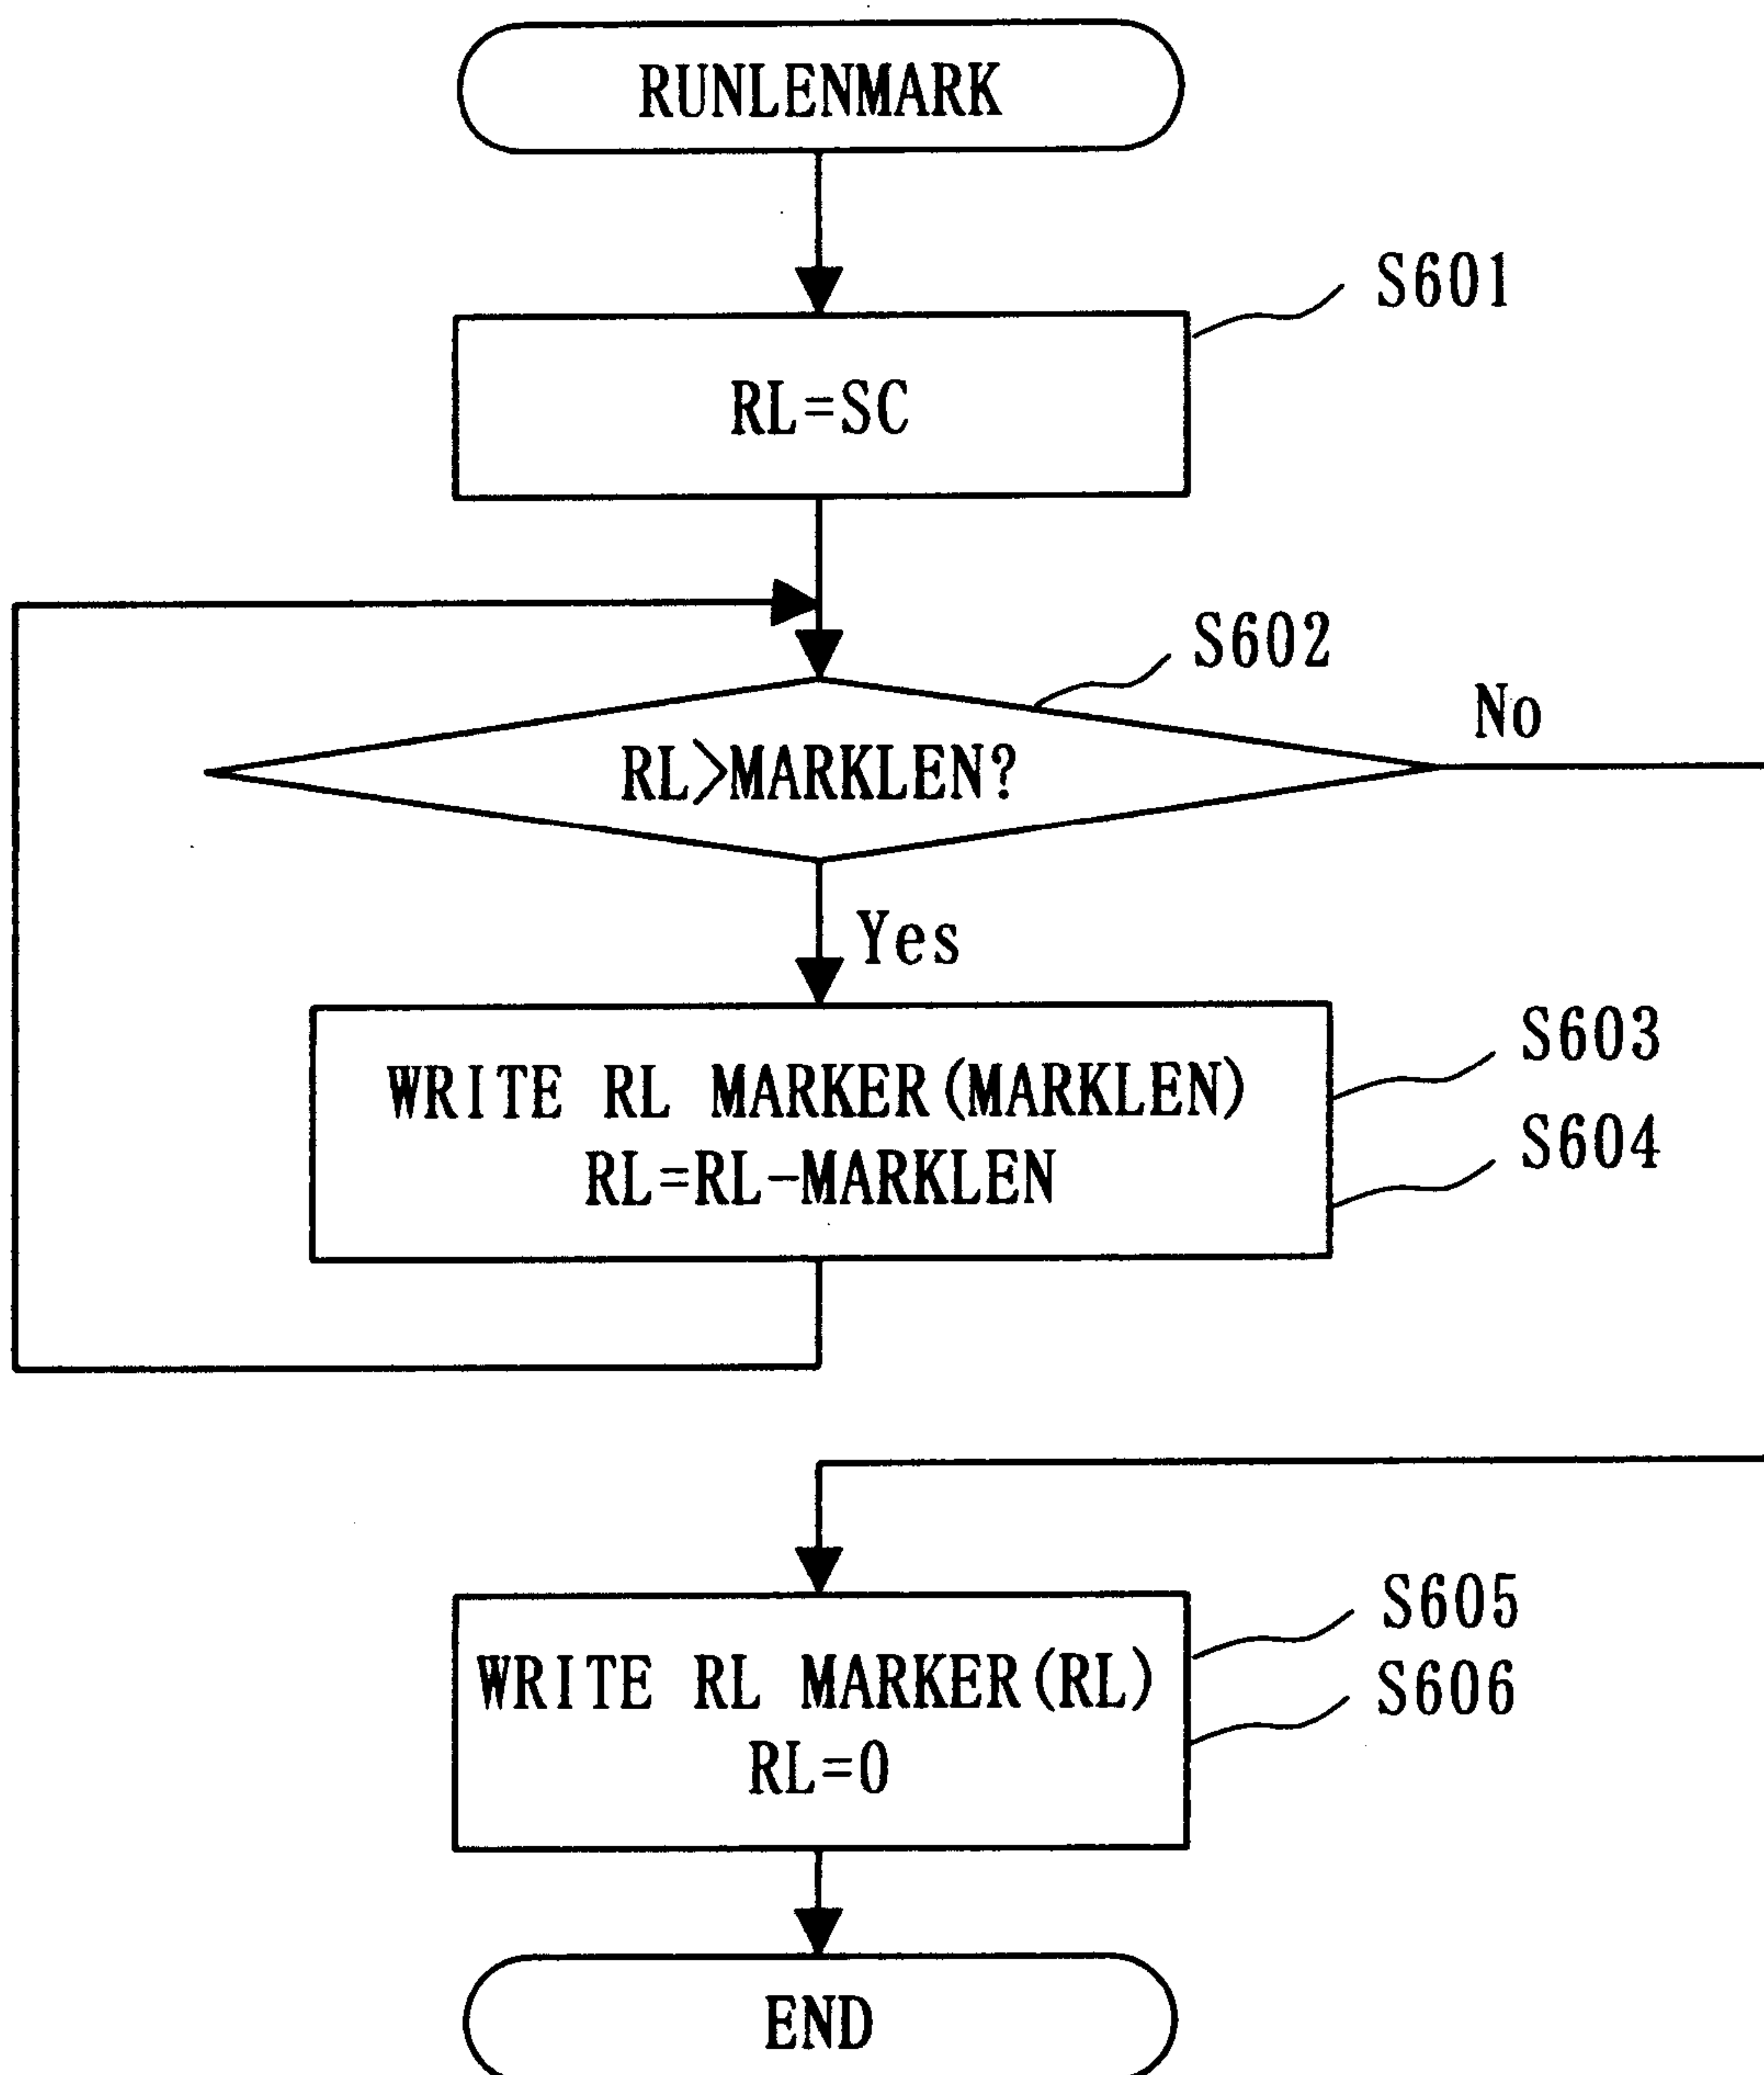 RUNLENMARK
S601
RL=SC
S602
No
RL>MARKLEN?
Yes
S603
WRITE RL MARKER(MARKLEN)
S604
RL=RL-MARKLEN
S605
WRITE RL MARKER(RL)
S606
RL=0
END